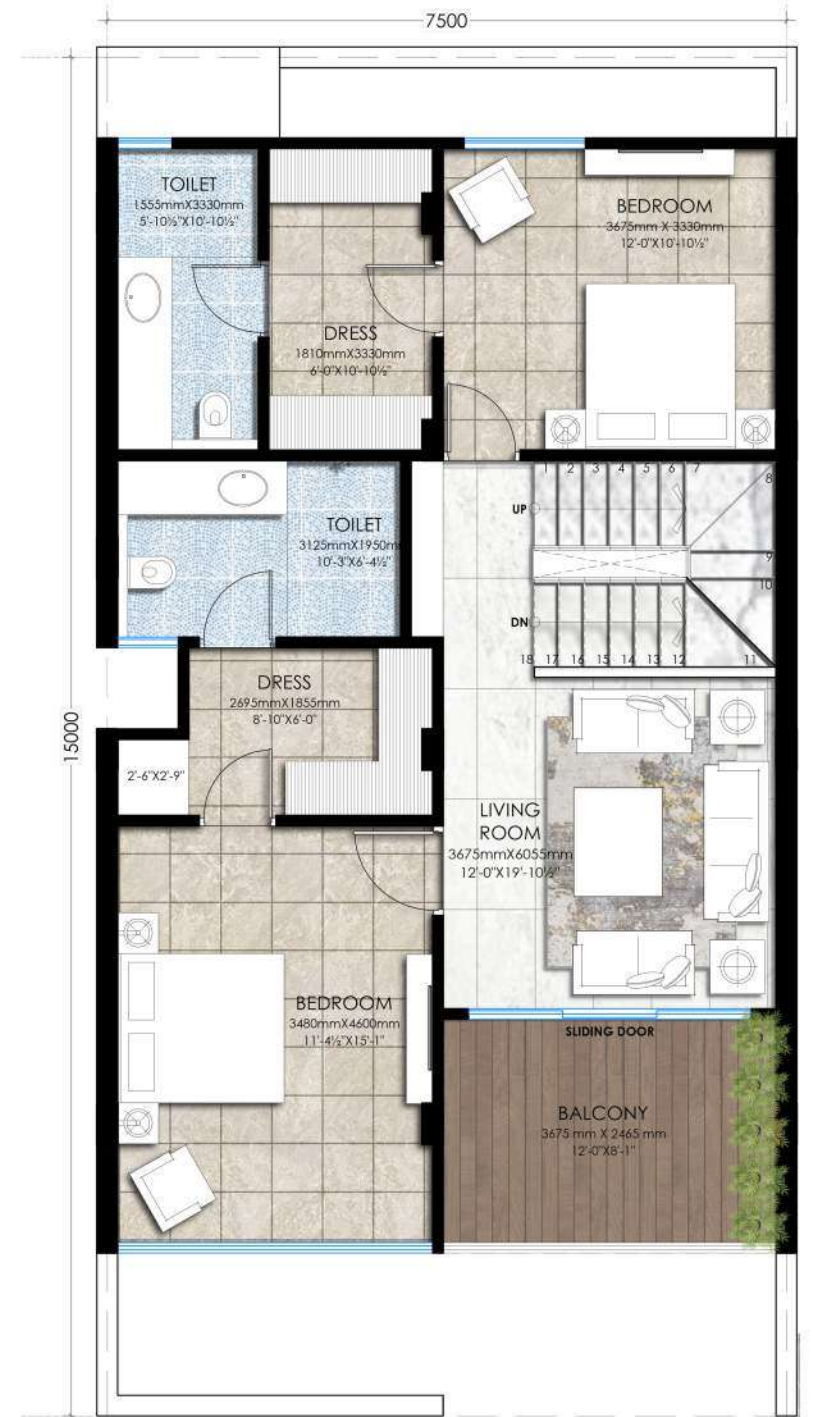 7500
TOILET
1555mmX3330mm
5'-10½"X10'-10½"
BEDROOM
3675mm X 3330mm
12'-0"X10'-10½"
DRESS
1810mmX3330mm
6'-0"X10'-10½"
1 2 3 4 5 6 7
8
UP
TOILET
3125mmX1950mm
10'-3"X6'-4½"
9
10
DN
18 17 16 15 14 13 12 11
DRESS
2695mmX1855mm
8'-10"X6'-0"
15000
2'-6"X2'-9"
LIVING
ROOM
3675mmX6055mm
12'-0"X19'-10½"
BEDROOM
3480mmX4600mm
11'-4½"X15'-1"
SLIDING DOOR
BALCONY
3675 mm X 2465 mm
12'-0"X8'-1"